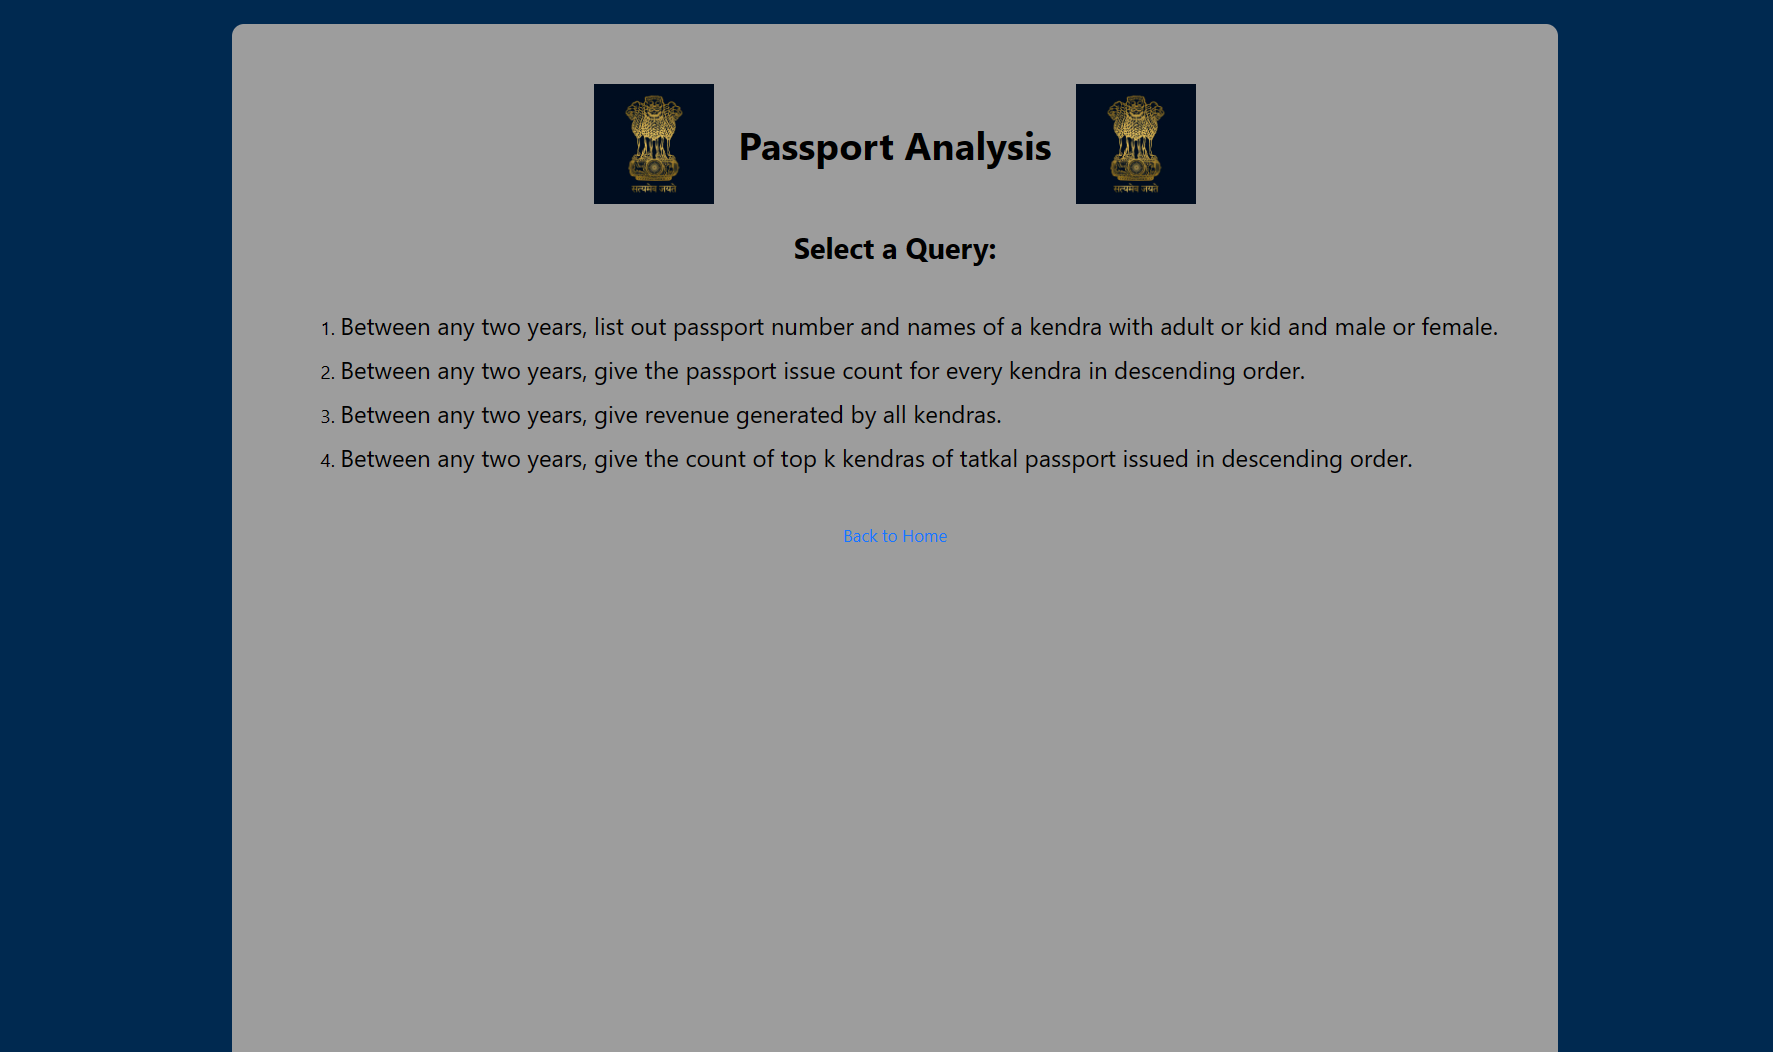 सत्यमेव जयते
Passport Analysis
सत्यमेव जयते
Select a Query:
1. Between any two years, list out passport number and names of a kendra with adult or kid and male or female.
2. Between any two years, give the passport issue count for every kendra in descending order.
3. Between any two years, give revenue generated by all kendras.
4. Between any two years, give the count of top k kendras of tatkal passport issued in descending order.
Back to Home